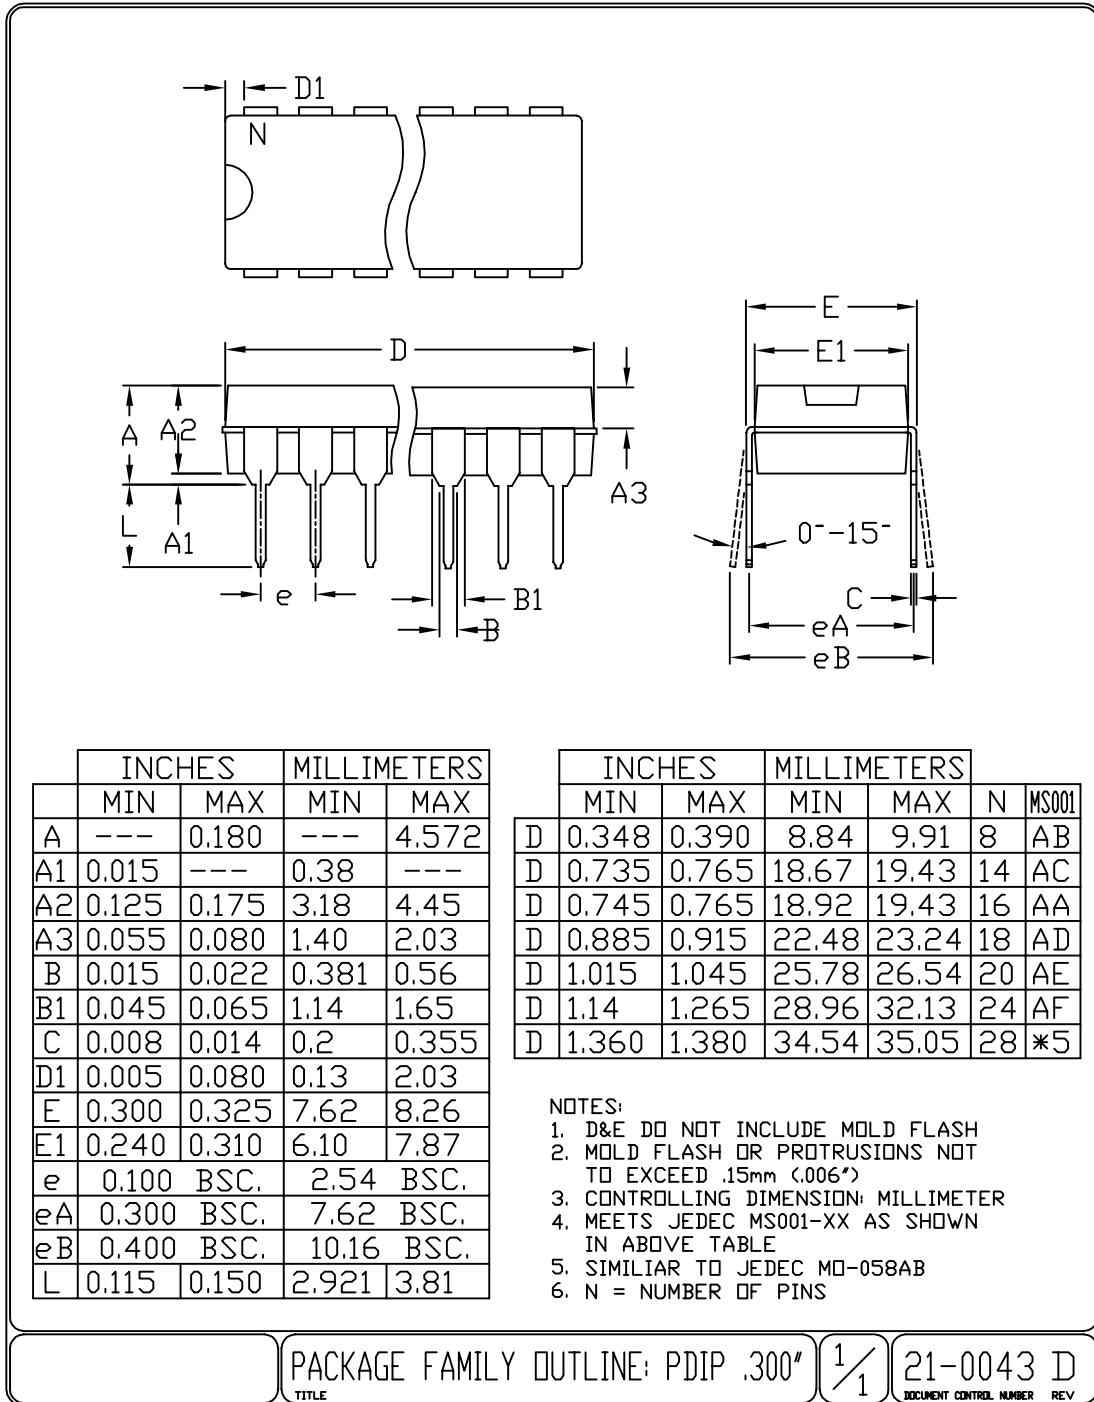 D1
N
E
D
E1
A
A2
A3
L
A1
0°-15°
e
B1
C
B
eA
eB
INCHES MILLIMETERS
MIN MAX MIN MAX
A --- 0.180 --- 4.572
A1 0.015 --- 0.38 ---
A2 0.125 0.175 3.18 4.45
A3 0.055 0.080 1.40 2.03
B 0.015 0.022 0.381 0.56
B1 0.045 0.065 1.14 1.65
C 0.008 0.014 0.2 0.355
D1 0.005 0.080 0.13 2.03
E 0.300 0.325 7.62 8.26
E1 0.240 0.310 6.10 7.87
e 0.100 BSC. 2.54 BSC.
eA 0.300 BSC. 7.62 BSC.
eB 0.400 BSC. 10.16 BSC.
L 0.115 0.150 2.921 3.81
INCHES MILLIMETERS
MIN MAX MIN MAX N MS001
D 0.348 0.390 8.84 9.91 8 AB
D 0.735 0.765 18.67 19.43 14 AC
D 0.745 0.765 18.92 19.43 16 AA
D 0.885 0.915 22.48 23.24 18 AD
D 1.015 1.045 25.78 26.54 20 AE
D 1.14 1.265 28.96 32.13 24 AF
D 1.360 1.380 34.54 35.05 28 *5
NOTES:
1. D&E DO NOT INCLUDE MOLD FLASH
2. MOLD FLASH OR PROTRUSIONS NOT
TO EXCEED .15mm (.006")
3. CONTROLLING DIMENSION: MILLIMETER
4. MEETS JEDEC MS001-XX AS SHOWN
IN ABOVE TABLE
5. SIMILIAR TO JEDEC MO-058AB
6. N = NUMBER OF PINS
PACKAGE FAMILY OUTLINE: PDIP .300"
TITLE
1/1
21-0043 D
DOCUMENT CONTROL NUMBER REV